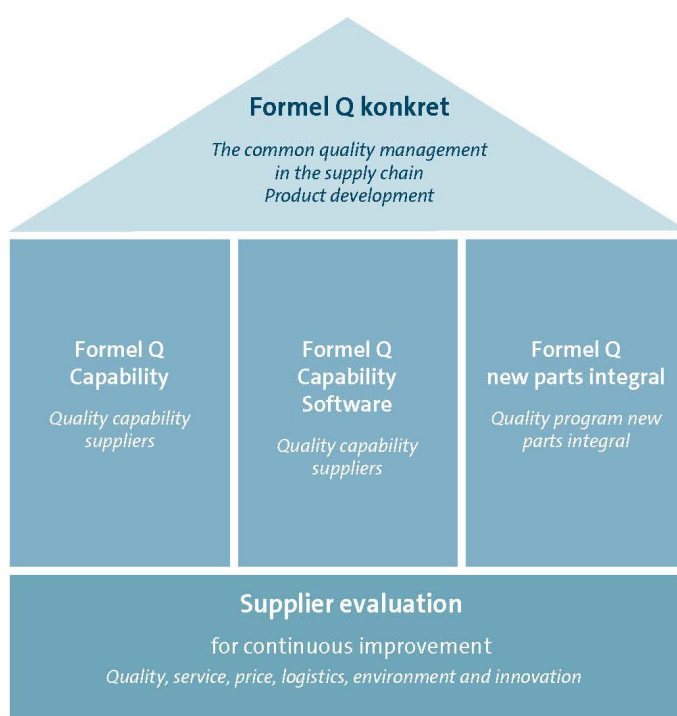 Formel Q konkret
The common quality management
in the supply chain
Product development
Formel Q
Capability
Quality capability
suppliers
Formel Q
Capability
Software
Quality capability
suppliers
Formel Q
new parts integral
Quality program new
parts integral
Supplier evaluation
for continuous improvement
Quality, service, price, logistics, environment and innovation